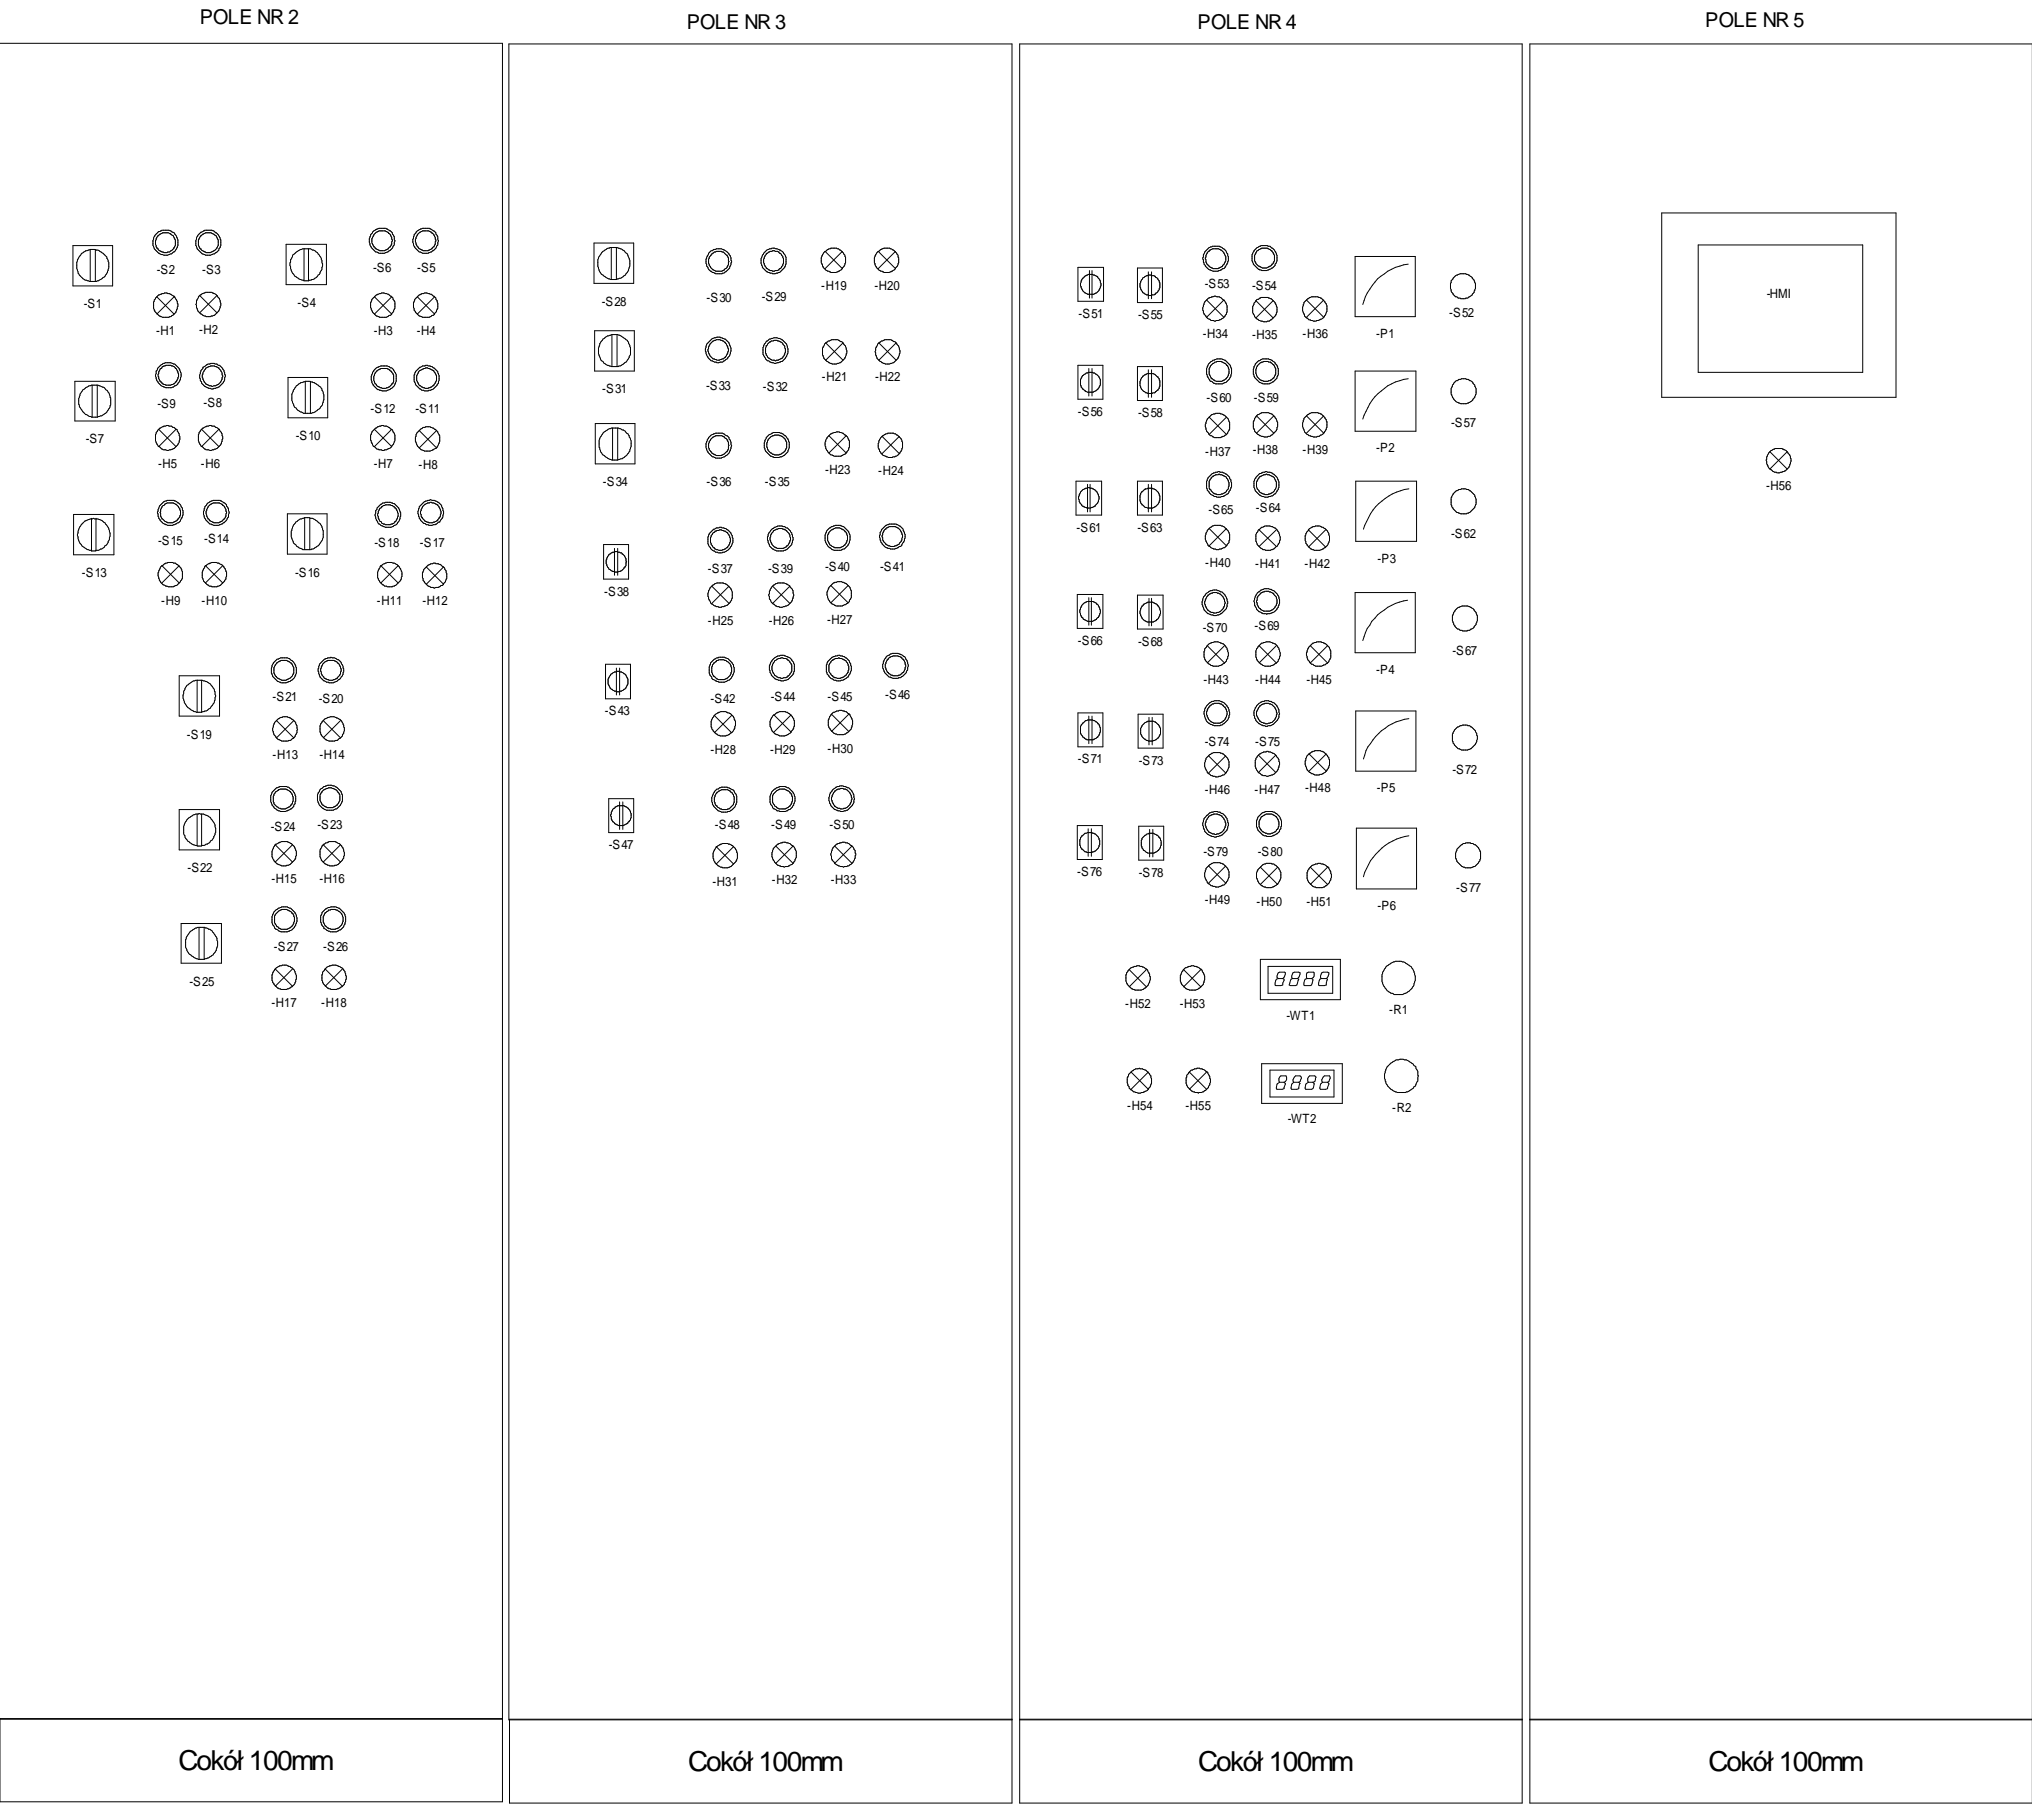 POLE NR 2
-S2 -S3 -S6 -S5
-S1 -S4
-H1 -H2 -H3 -H4
-S9 -S8 -S12 -S11
-S7 -S10
-H5 -H6 -H7 -H8
-S15 -S14 -S18 -S17
-S13 -S16
-H9 -H10 -H11 -H12
-S21 -S20
-S19
-H13 -H14
-S24 -S23
-S22
-H15 -H16
-S27 -S26
-S25
-H17 -H18
Cokół 100mm
POLE NR 3
-S28 -S30 -S29 -H19 -H20
-S31 -S33 -S32 -H21 -H22
-S34 -S36 -S35 -H23 -H24
-S37 -S39 -S40 -S41
-S38
-H25 -H26 -H27
-S42 -S44 -S45 -S46
-S43
-H28 -H29 -H30
-S48 -S49 -S50
-S47
-H31 -H32 -H33
Cokół 100mm
POLE NR 4
-S53 -S54
-S51 -S55 -S52
-H34 -H35 -H36 -P1
-S60 -S59
-S56 -S58 -S57
-H37 -H38 -H39 -P2
-S65 -S64
-S61 -S63 -S62
-H40 -H41 -H42 -P3
-S70 -S69
-S66 -S68 -S67
-H43 -H44 -H45 -P4
-S74 -S75
-S71 -S73 -S72
-H46 -H47 -H48 -P5
-S79 -S80
-S76 -S78 -S77
-H49 -H50 -H51 -P6
8888
-H52 -H53 -WT1 -R1
8888
-H54 -H55 -WT2 -R2
Cokół 100mm
POLE NR 5
-HMI
-H56
Cokół 100mm